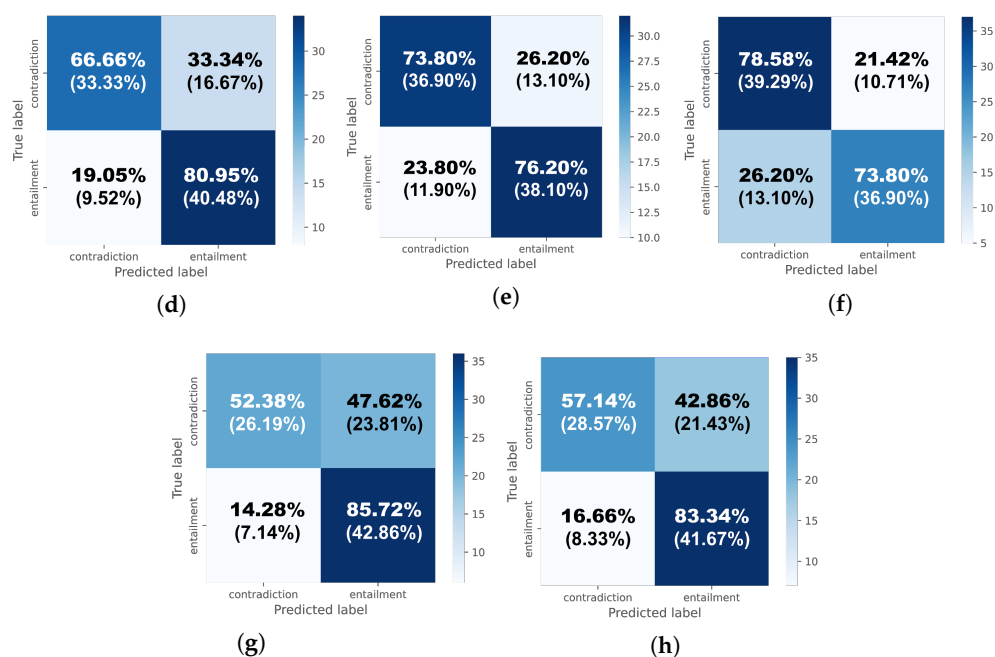 66.66%
(33.33%)
33.34%
(16.67%)
19.05%
(9.52%)
80.95%
(40.48%)
True label
contradiction
entailment
contradiction
entailment
Predicted label
30
25
20
15
10
(d)
73.80%
(36.90%)
26.20%
(13.10%)
23.80%
(11.90%)
76.20%
(38.10%)
True label
contradiction
entailment
contradiction
entailment
Predicted label
30.0
27.5
25.0
22.5
20.0
17.5
15.0
12.5
10.0
(e)
78.58%
(39.29%)
21.42%
(10.71%)
26.20%
(13.10%)
73.80%
(36.90%)
True label
contradiction
entailment
contradiction
entailment
Predicted label
35
30
25
20
15
10
5
(f)
52.38%
(26.19%)
47.62%
(23.81%)
14.28%
(7.14%)
85.72%
(42.86%)
True label
contradiction
entailment
contradiction
entailment
Predicted label
35
30
25
20
15
10
(g)
57.14%
(28.57%)
42.86%
(21.43%)
16.66%
(8.33%)
83.34%
(41.67%)
True label
contradiction
entailment
contradiction
entailment
Predicted label
35
30
25
20
15
10
(h)